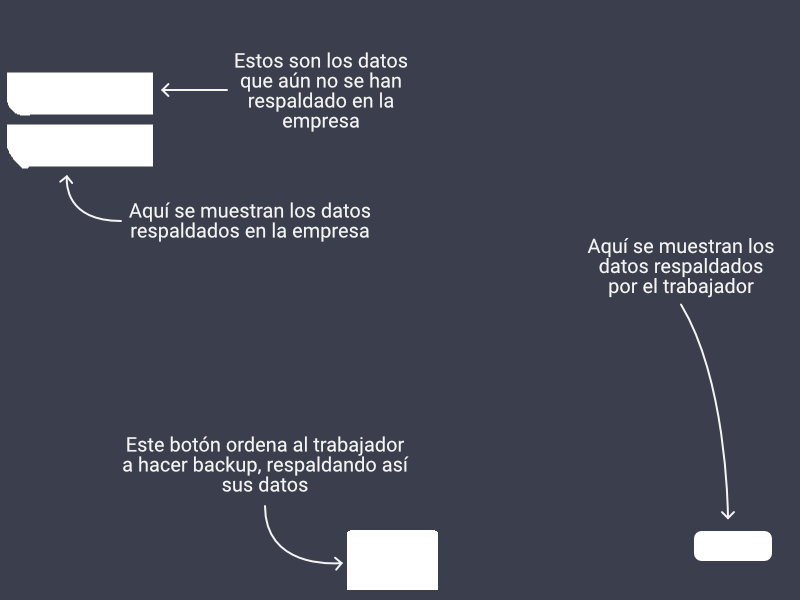 Estos son los datos
que aún no se han
respaldado en la
empresa
Aquí se muestran los datos
respaldados en la empresa
Aquí se muestran los
datos respaldados
por el trabajador
Este botón ordena al trabajador
a hacer backup, respaldando así
sus datos